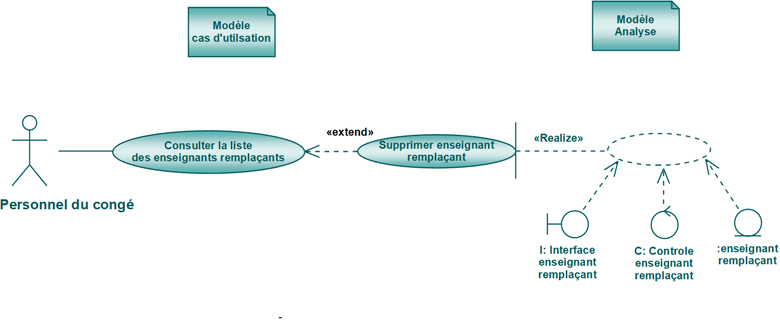 Modèle
cas d'utilsation
Modèle
Analyse
«extend»
«Realize»
Consulter la liste
des enseignants remplaçants
Supprimer enseignant
remplaçant
Personnel du congé
I: Interface
enseignant
remplaçant
C: Controle
enseignant
remplaçant
:enseignant
remplaçant
-